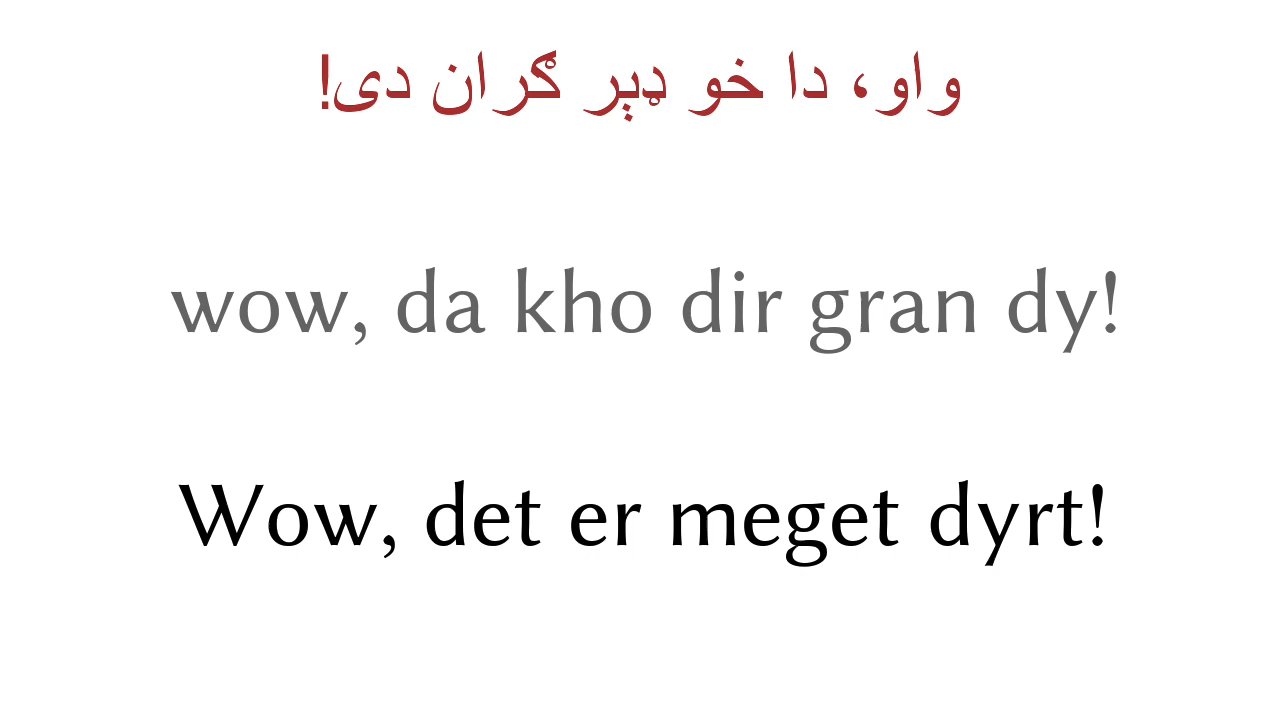 واو، دا خو ډېر ګران دی!
wow, da kho dir gran dy!
Wow, det er meget dyrt!